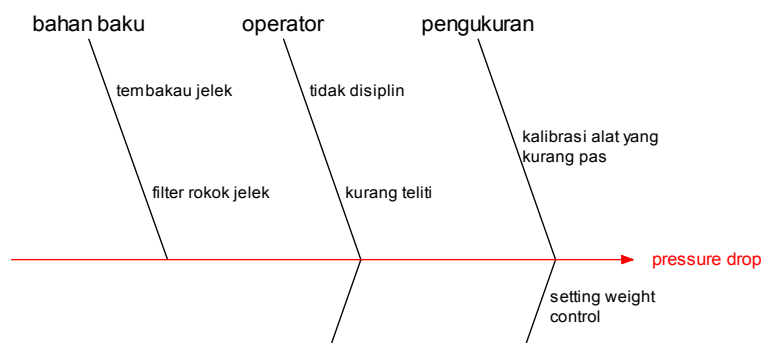 bahan baku
operator
pengukuran
tembakau jelek
tidak disiplin
kalibrasi alat yang
kurang pas
filter rokok jelek
kurang teliti
pressure drop
setting weight
control